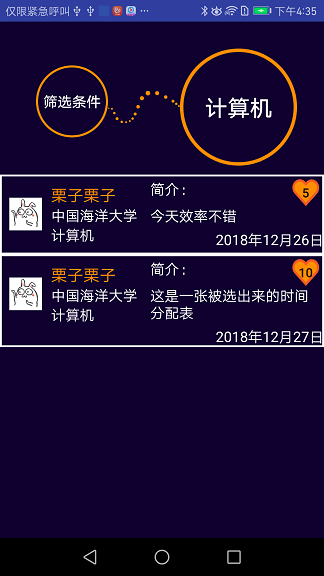 仅限紧急呼叫
下午4:35
筛选条件
计算机
栗子栗子
中国海洋大学
计算机
简介：
今天效率不错
5
2018年12月26日
栗子栗子
中国海洋大学
计算机
简介：
这是一张被选出来的时间
分配表
10
2018年12月27日